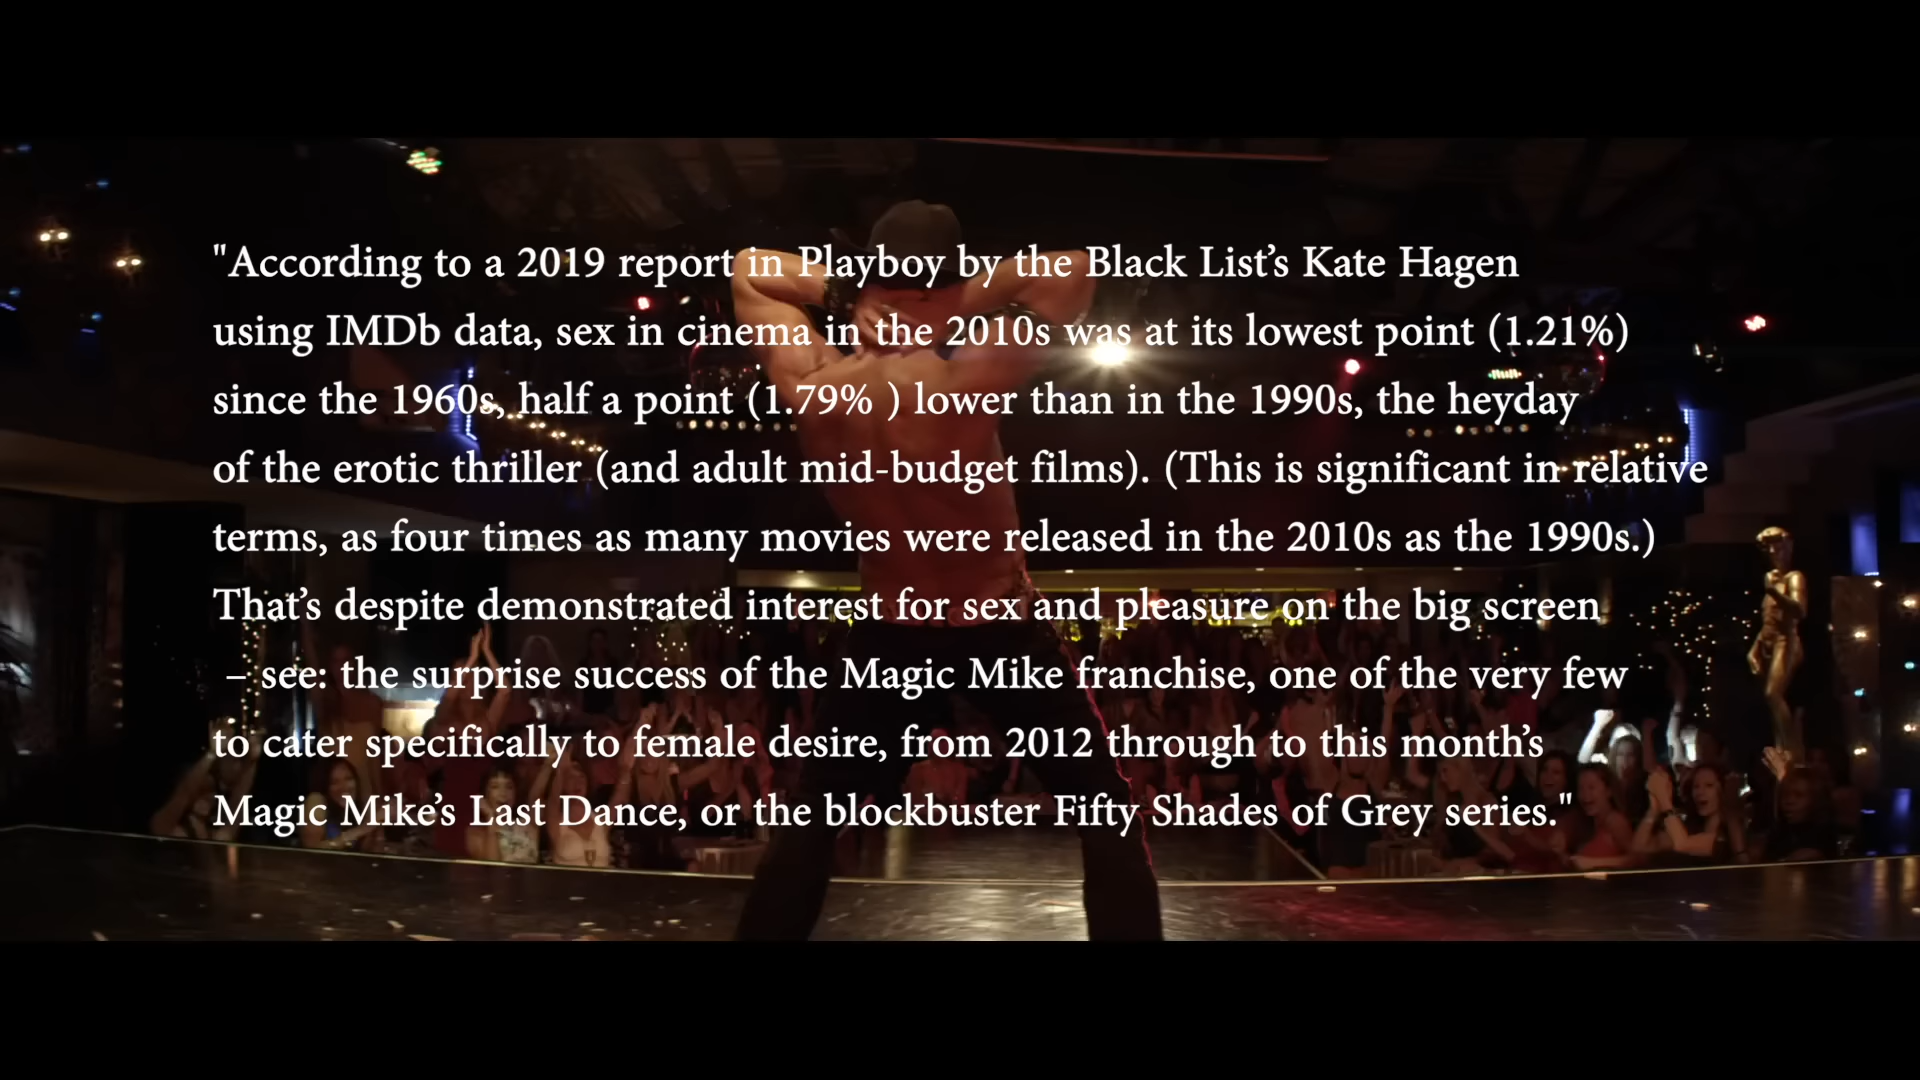 "According to a 2019 report in Playboy by the Black List’s Kate Hagen
using IMDb data, sex in cinema in the 2010s was at its lowest point (1.21%)
since the 1960s, half a point (1.79% ) lower than in the 1990s, the heyday
of the erotic thriller (and adult mid-budget films). (This is significant in relative
terms, as four times as many movies were released in the 2010s as the 1990s.)
That’s despite demonstrated interest for sex and pleasure on the big screen
– see: the surprise success of the Magic Mike franchise, one of the very few
to cater specifically to female desire, from 2012 through to this month’s
Magic Mike’s Last Dance, or the blockbuster Fifty Shades of Grey series."